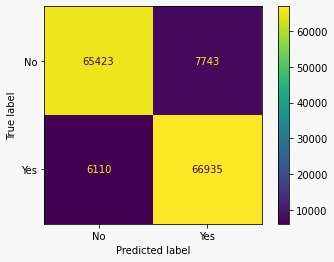 No
65423
7743
True label
Yes
6110
66935
No
Yes
Predicted label
60000
50000
40000
30000
20000
10000